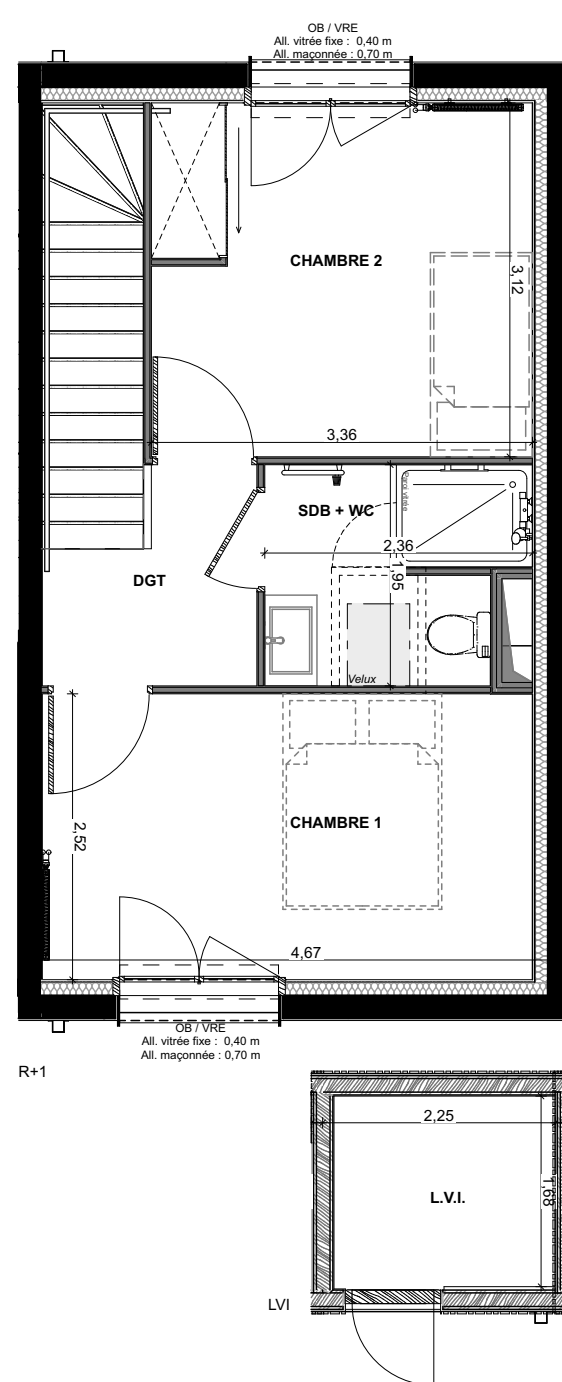 OB / VRE
All. vitrée fixe : 0,40 m
All. maçonnée : 0,70 m
CHAMBRE 2
3,12
3,36
Paroi vitrée
SDB + WC
2,36
1,95
DGT
Velux
CHAMBRE 1
2,52
4,67
OB / VRE
All. vitrée fixe : 0,40 m
All. maçonnée : 0,70 m
R+1
2,25
1,68
L.V.I.
LVI